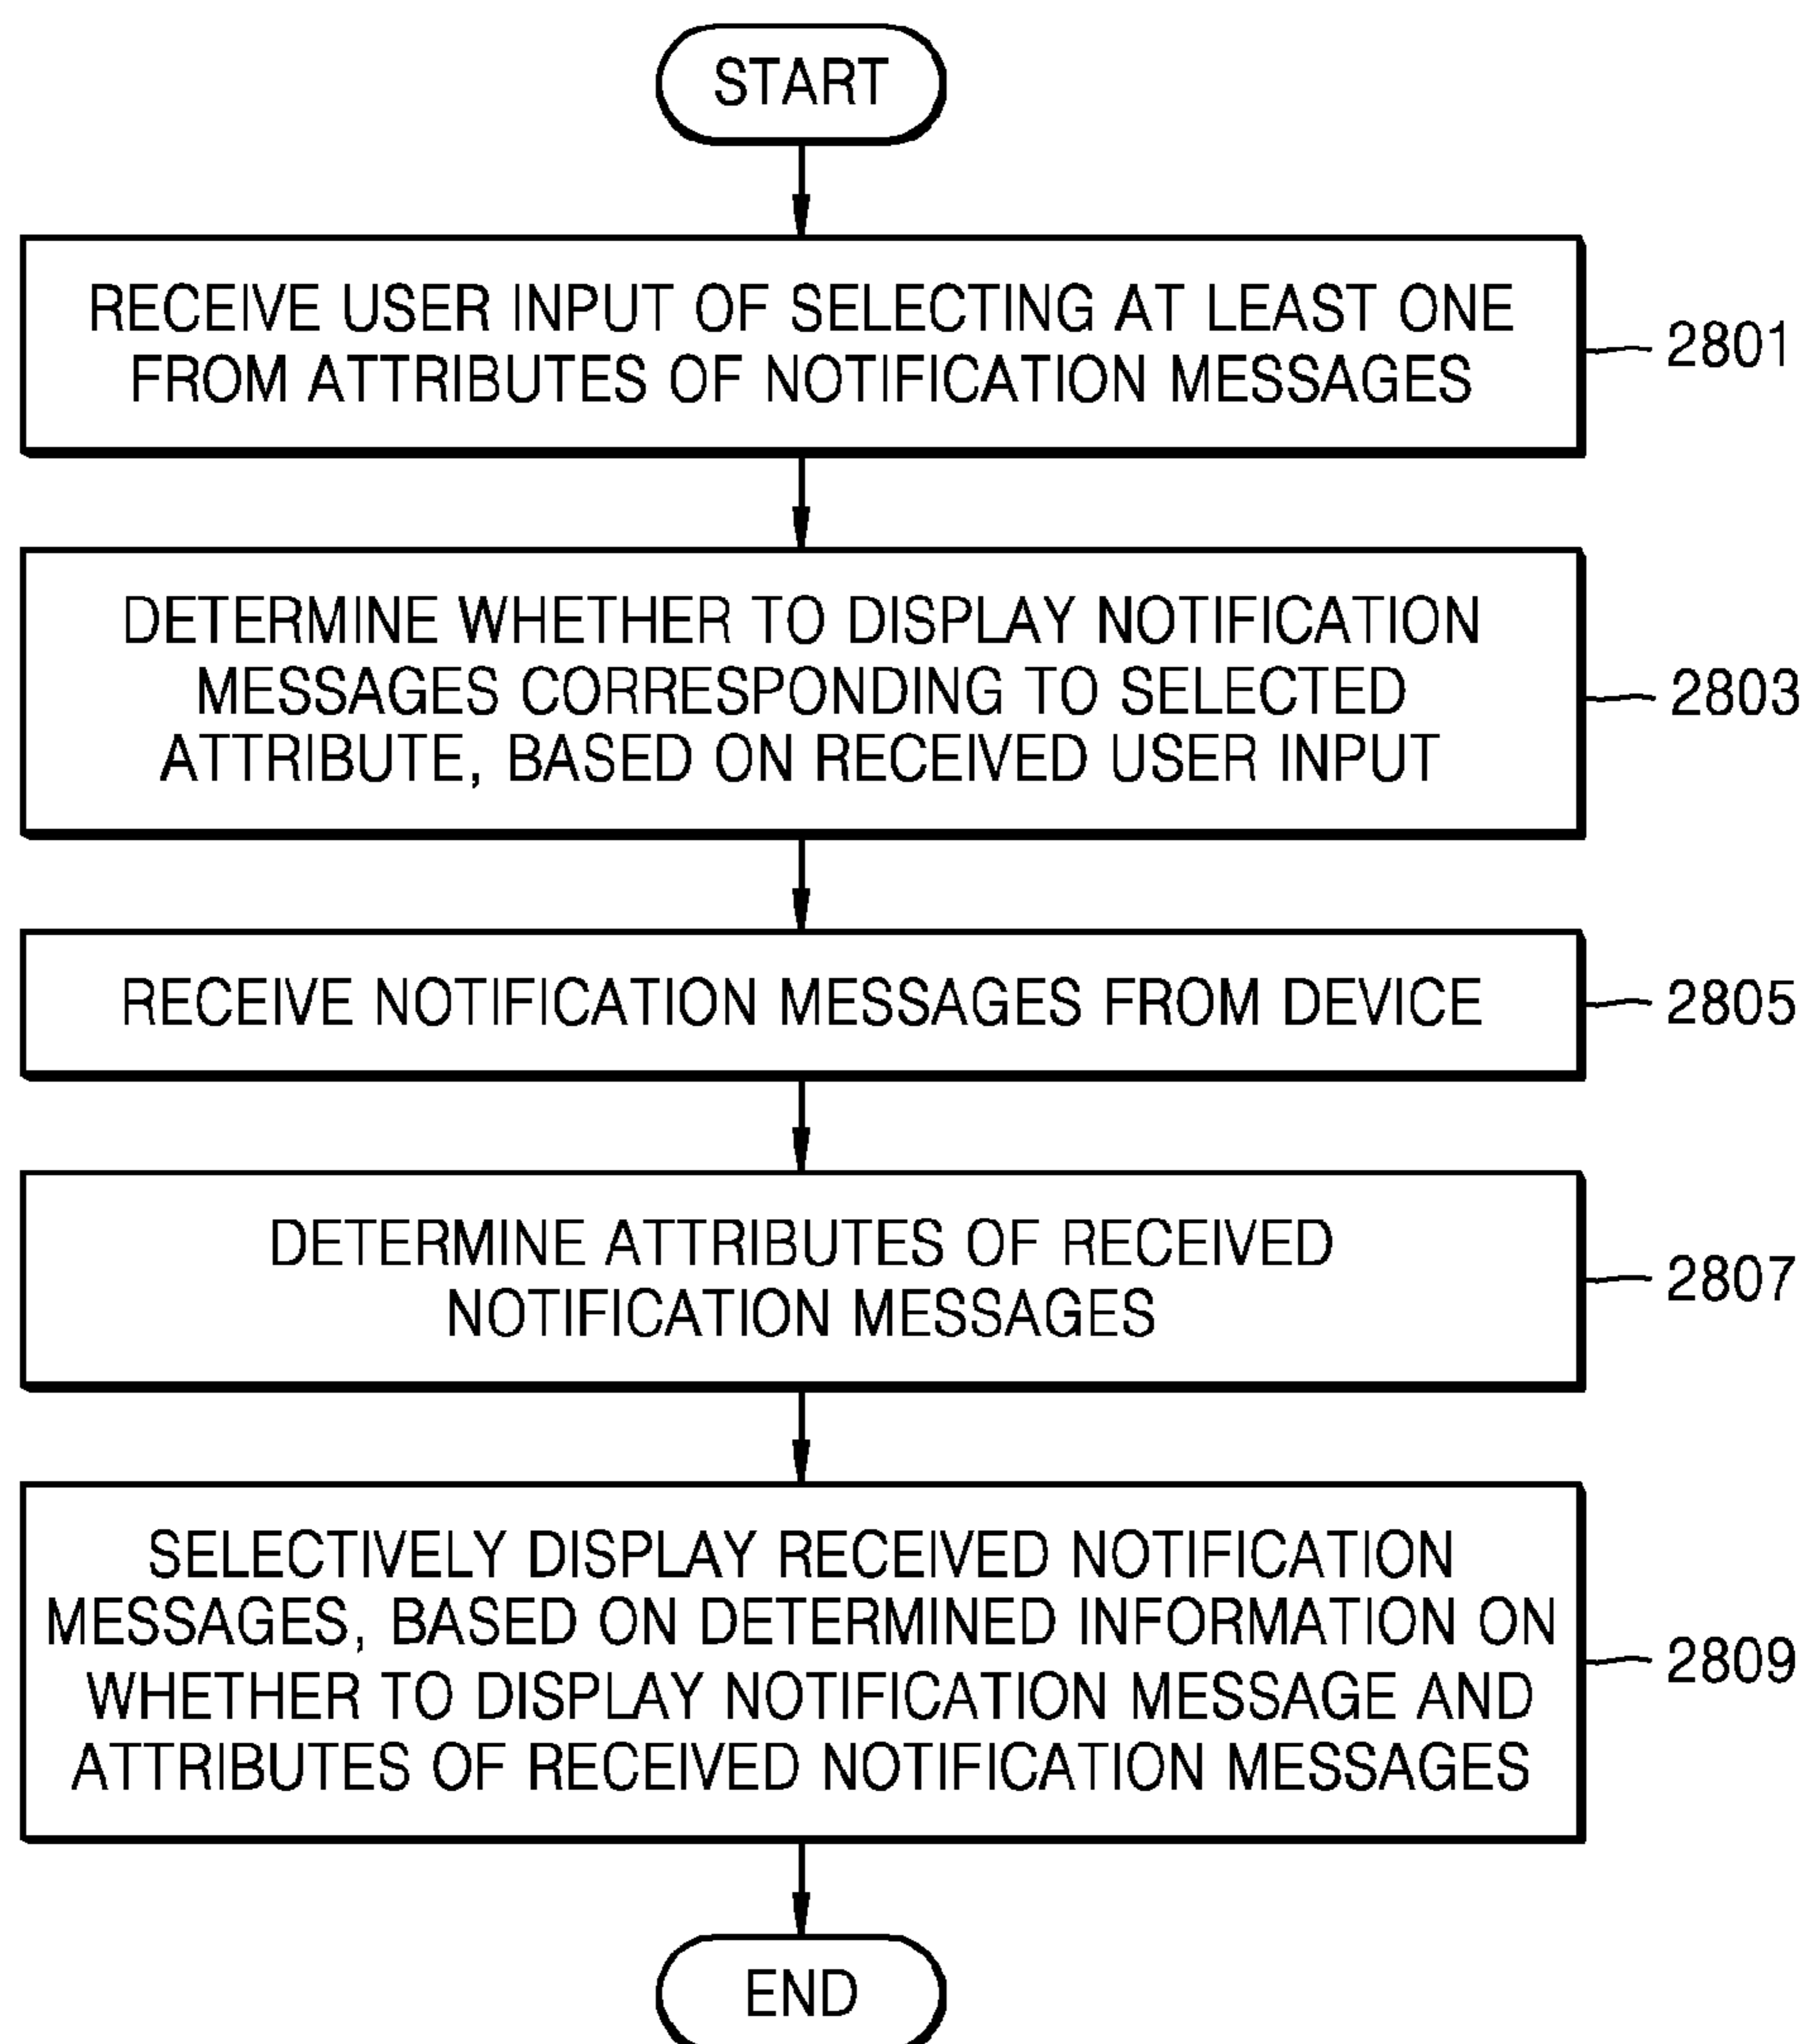 START
RECEIVE USER INPUT OF SELECTING AT LEAST ONE
FROM ATTRIBUTES OF NOTIFICATION MESSAGES
2801
DETERMINE WHETHER TO DISPLAY NOTIFICATION
MESSAGES CORRESPONDING TO SELECTED
ATTRIBUTE, BASED ON RECEIVED USER INPUT
2803
RECEIVE NOTIFICATION MESSAGES FROM DEVICE
2805
DETERMINE ATTRIBUTES OF RECEIVED
NOTIFICATION MESSAGES
2807
SELECTIVELY DISPLAY RECEIVED NOTIFICATION
MESSAGES, BASED ON DETERMINED INFORMATION ON
WHETHER TO DISPLAY NOTIFICATION MESSAGE AND
ATTRIBUTES OF RECEIVED NOTIFICATION MESSAGES
2809
END